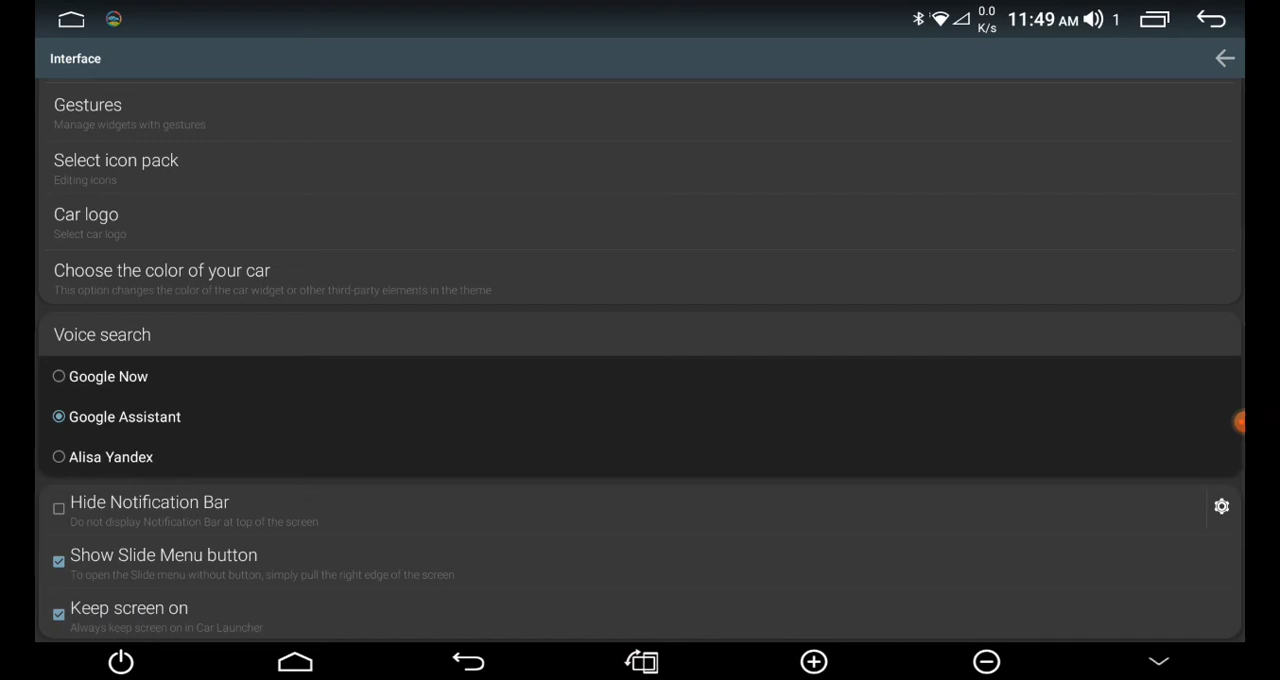 0.0
K/s
11:49 AM
1
Interface
Gestures
Manage widgets with gestures
Select icon pack
Editing icons
Car logo
Select car logo
Choose the color of your car
This option changes the color of the car widget or other third-party elements in the theme
Voice search
Google Now
Google Assistant
Alisa Yandex
Hide Notification Bar
Do not display Notification Bar at top of the screen
Show Slide Menu button
To open the Slide menu without button, simply pull the right edge of the screen
Keep screen on
Always keep screen on in Car Launcher